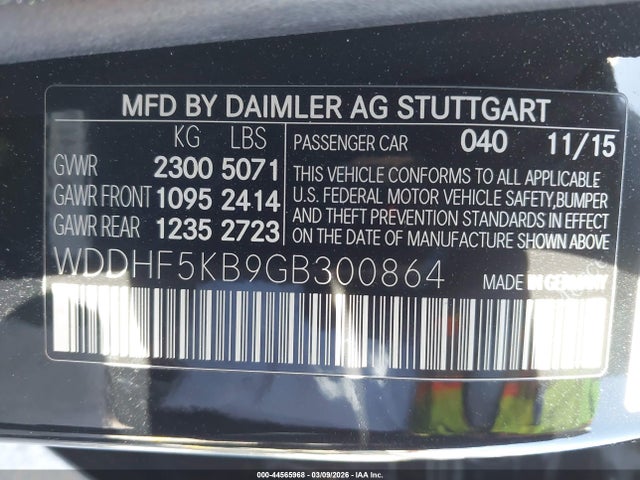 MFD BY DAIMLER AG STUTTGART
KG LBS
GVWR 2300 5071
GAWR FRONT 1095 2414
GAWR REAR 1235 2723
PASSENGER CAR 040 11/15
THIS VEHICLE CONFORMS TO ALL APPLICABLE
U.S. FEDERAL MOTOR VEHICLE SAFETY,BUMPER
AND THEFT PREVENTION STANDARDS IN EFFECT
ON THE DATE OF MANUFACTURE SHOWN ABOVE
WDDHF5KB9GB300864
MADE IN GERMANY
000-44565968 | 03/09/2026 | IAA, Inc.